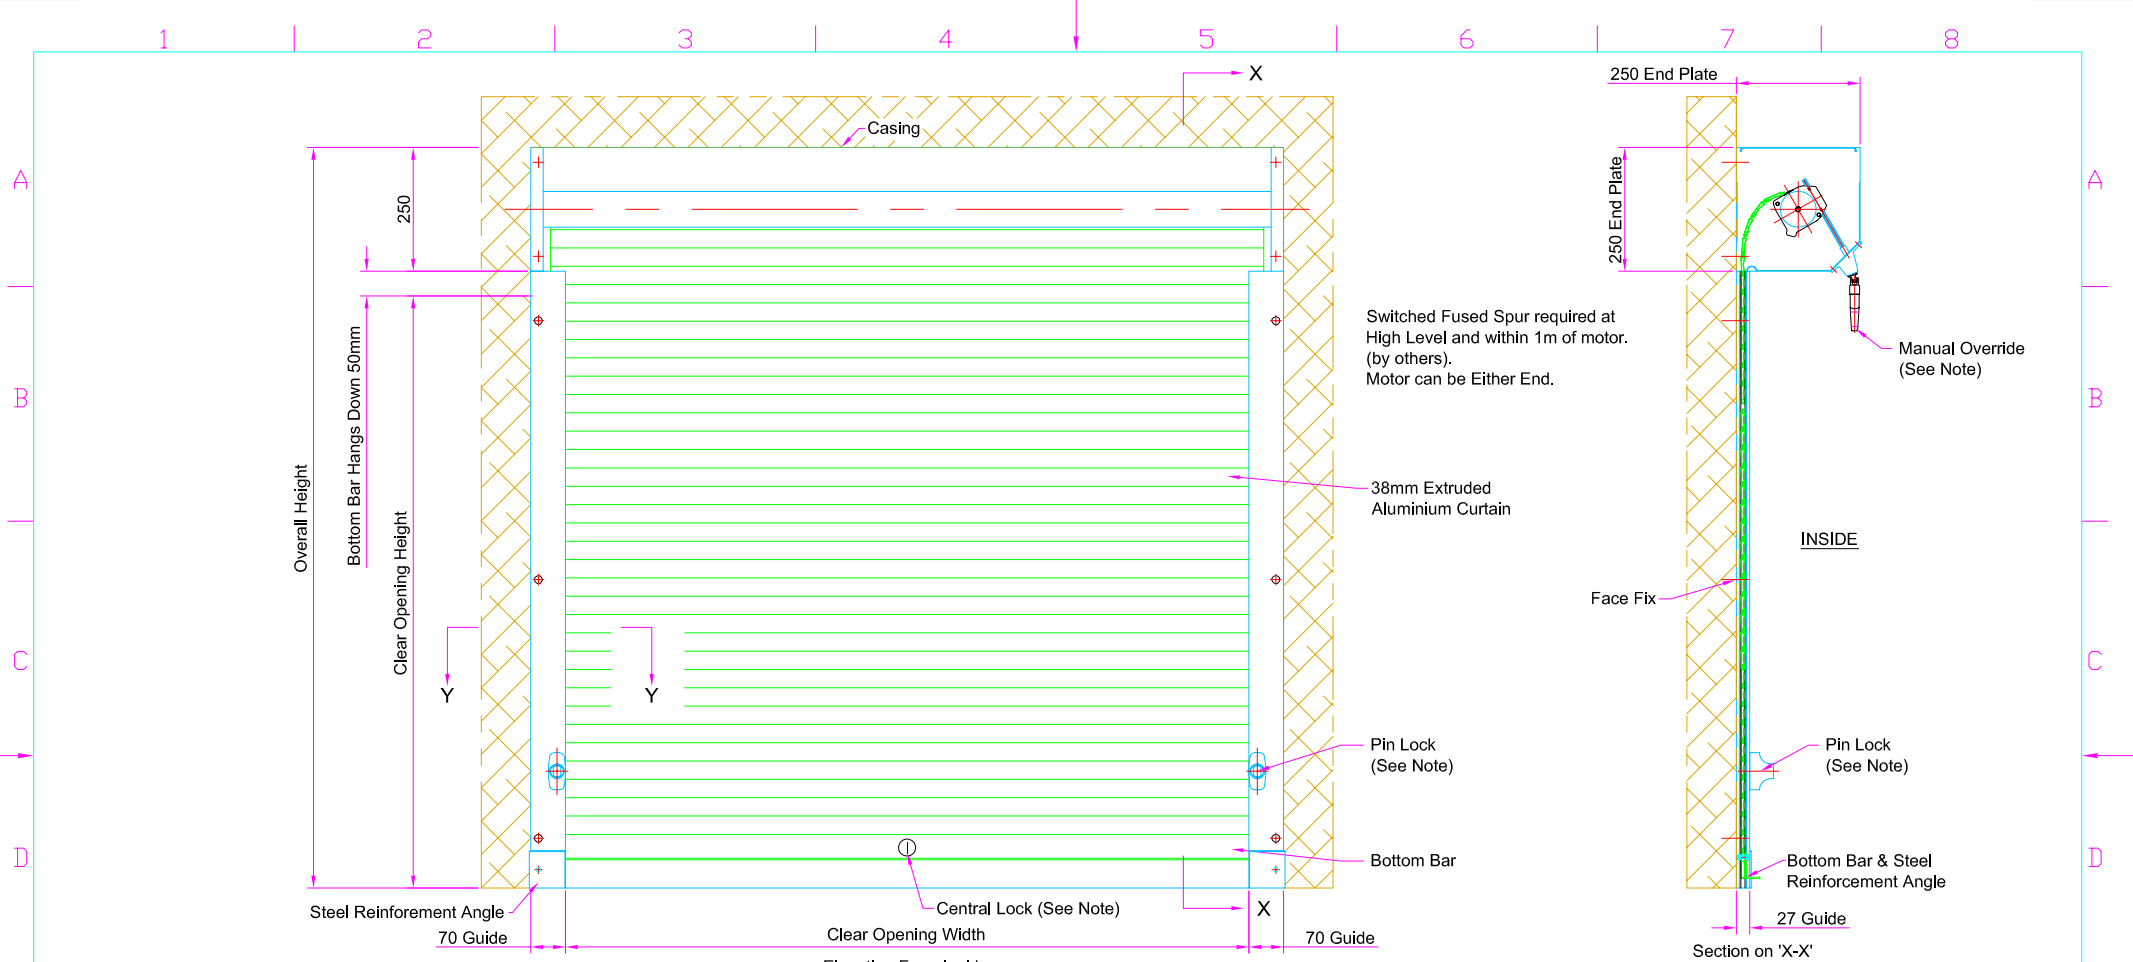 1 2 3 4 5 6 7 8
X
250 End Plate
Casing
A
A
250
250 End Plate
Switched Fused Spur required at
High Level and within 1m of motor.
(by others).
Motor can be Either End.
Manual Override
(See Note)
B
B
Bottom Bar Hangs Down 50mm
Overall Height
Clear Opening Height
38mm Extruded
Aluminium Curtain
INSIDE
Face Fix
C
C
Y
Y
Pin Lock
(See Note)
Pin Lock
(See Note)
D
D
Bottom Bar
Bottom Bar & Steel
Reinforcement Angle
Steel Reinforement Angle
Central Lock (See Note)
X
70 Guide
Clear Opening Width
70 Guide
27 Guide
Section on 'X-X'